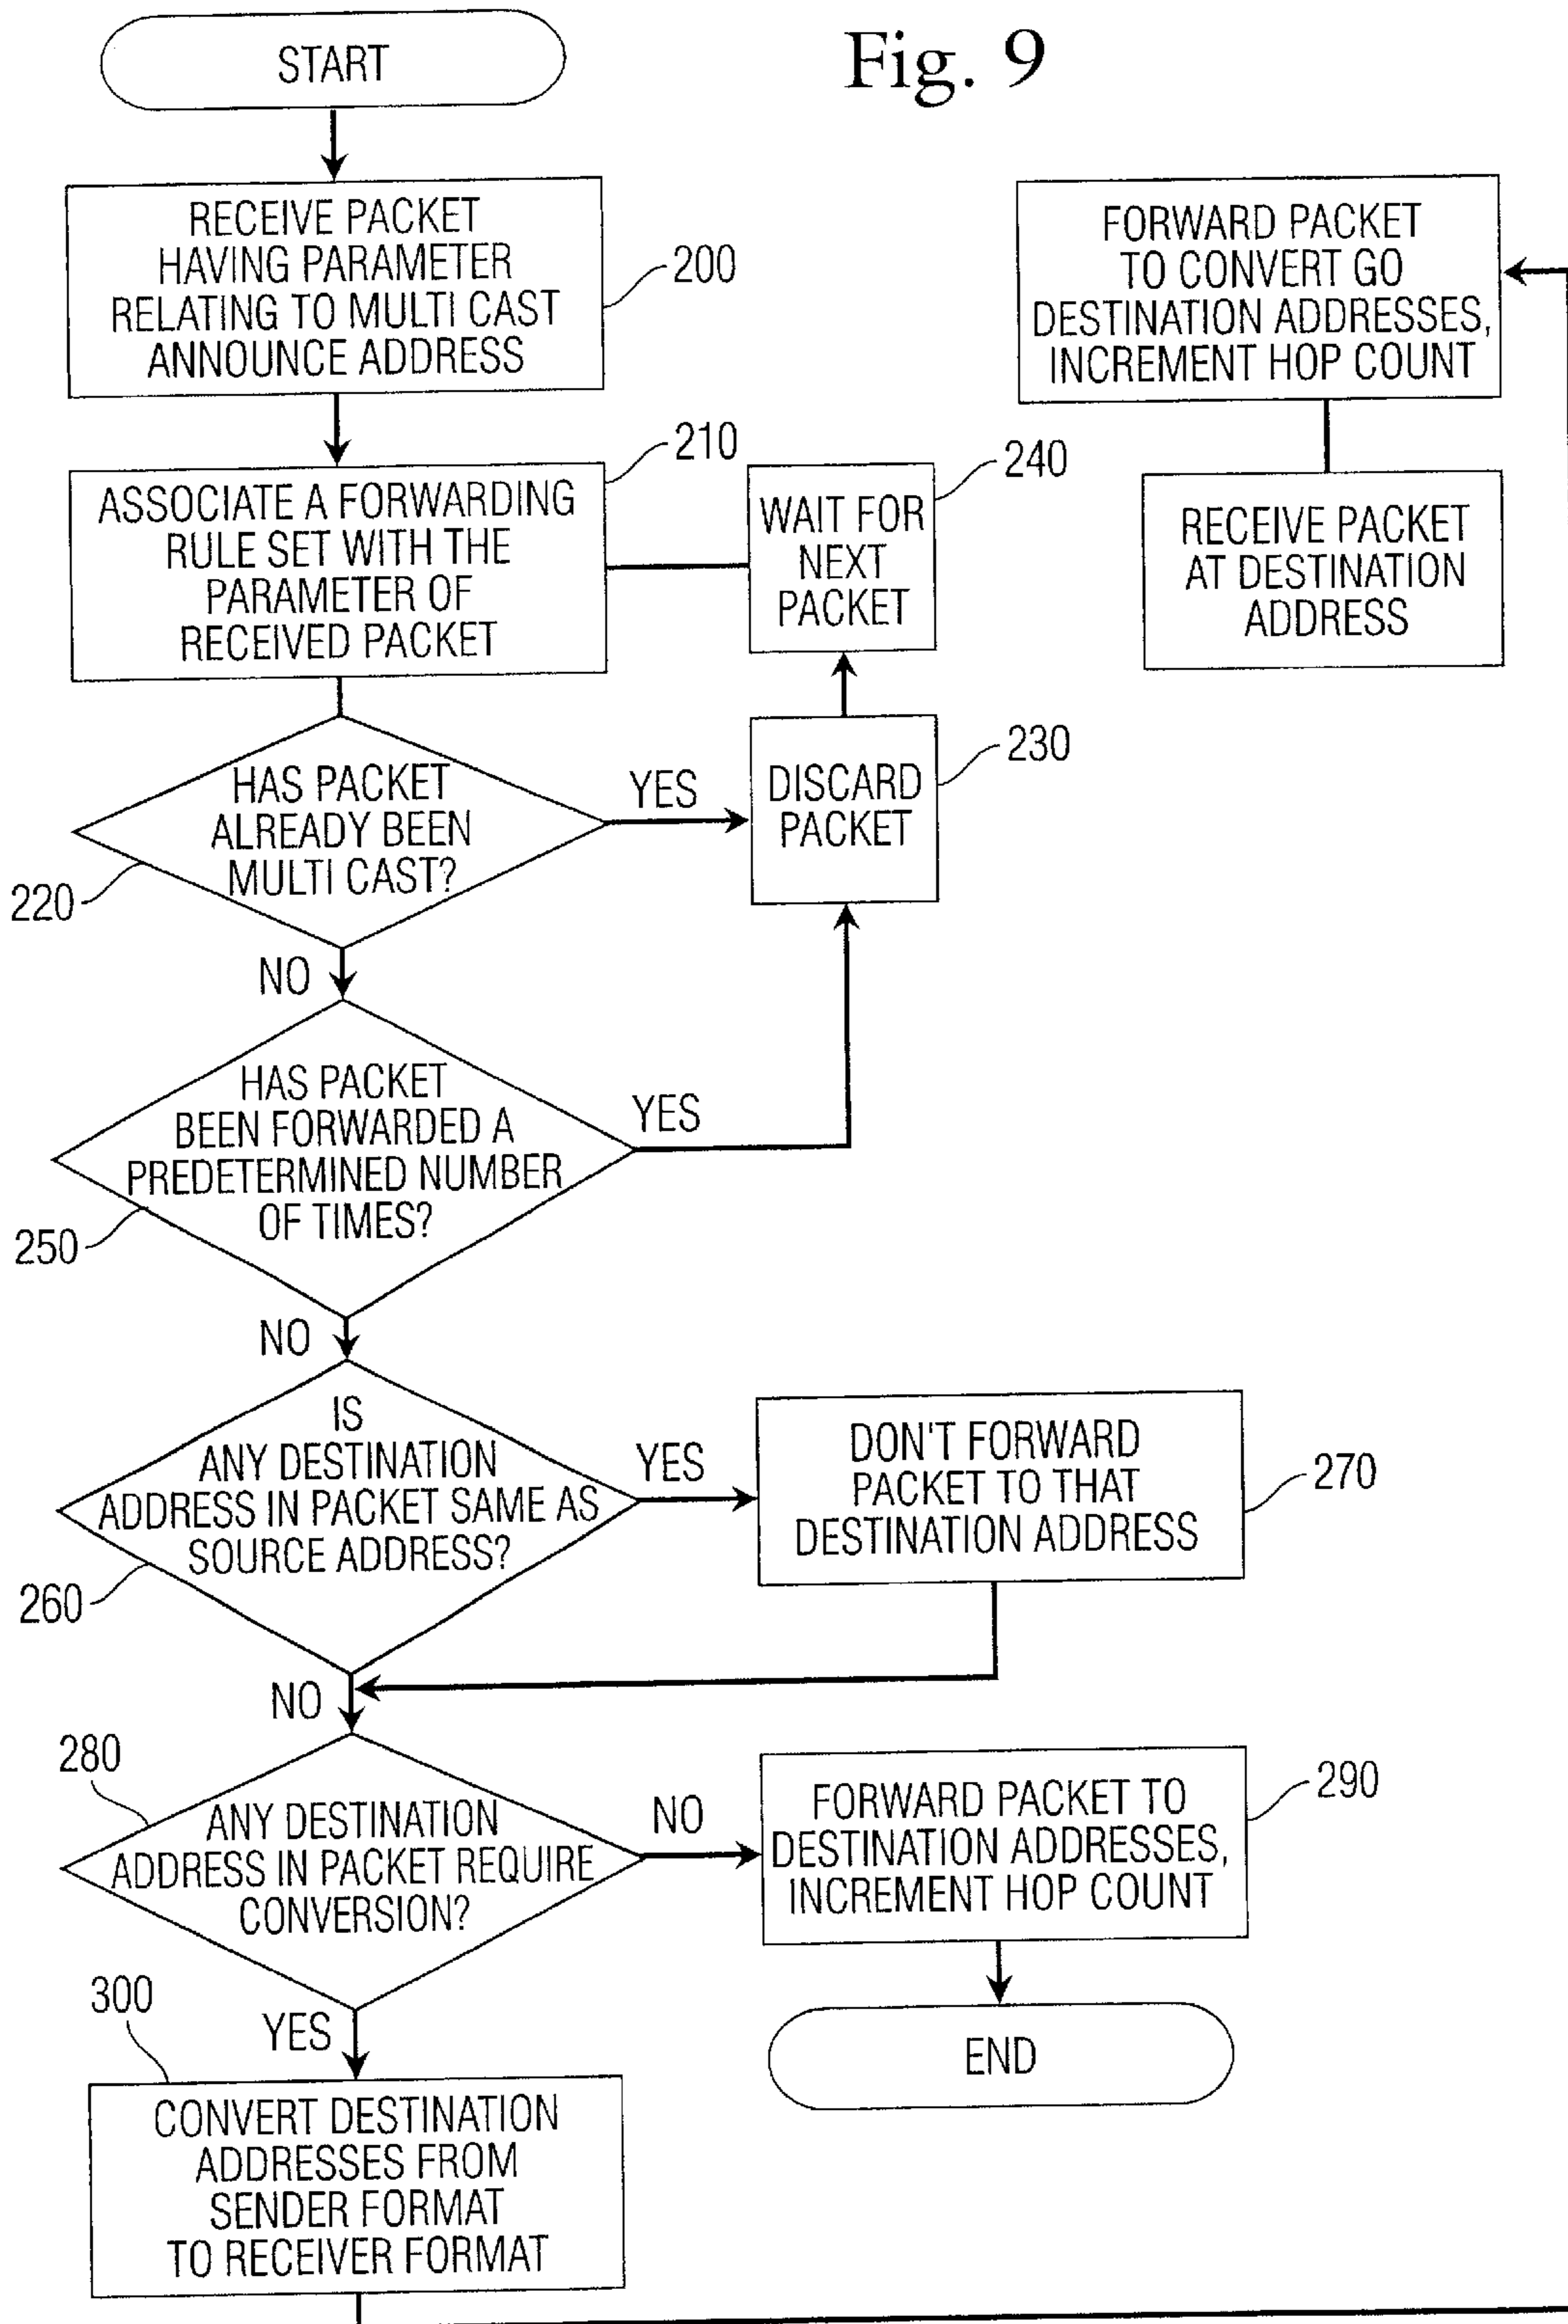 Fig. 9
START
RECEIVE PACKET
HAVING PARAMETER
RELATING TO MULTI CAST
ANNOUNCE ADDRESS
200
FORWARD PACKET
TO CONVERT GO
DESTINATION ADDRESSES,
INCREMENT HOP COUNT
210
ASSOCIATE A FORWARDING
RULE SET WITH THE
PARAMETER OF
RECEIVED PACKET
240
WAIT FOR
NEXT
PACKET
RECEIVE PACKET
AT DESTINATION
ADDRESS
HAS PACKET
ALREADY BEEN
MULTI CAST?
220
YES
DISCARD
PACKET
230
NO
HAS PACKET
BEEN FORWARDED A
PREDETERMINED NUMBER
OF TIMES?
250
YES
NO
IS
ANY DESTINATION
ADDRESS IN PACKET SAME AS
SOURCE ADDRESS?
260
YES
DON'T FORWARD
PACKET TO THAT
DESTINATION ADDRESS
270
NO
280
ANY DESTINATION
ADDRESS IN PACKET REQUIRE
CONVERSION?
NO
FORWARD PACKET TO
DESTINATION ADDRESSES,
INCREMENT HOP COUNT
290
END
300
YES
CONVERT DESTINATION
ADDRESSES FROM
SENDER FORMAT
TO RECEIVER FORMAT